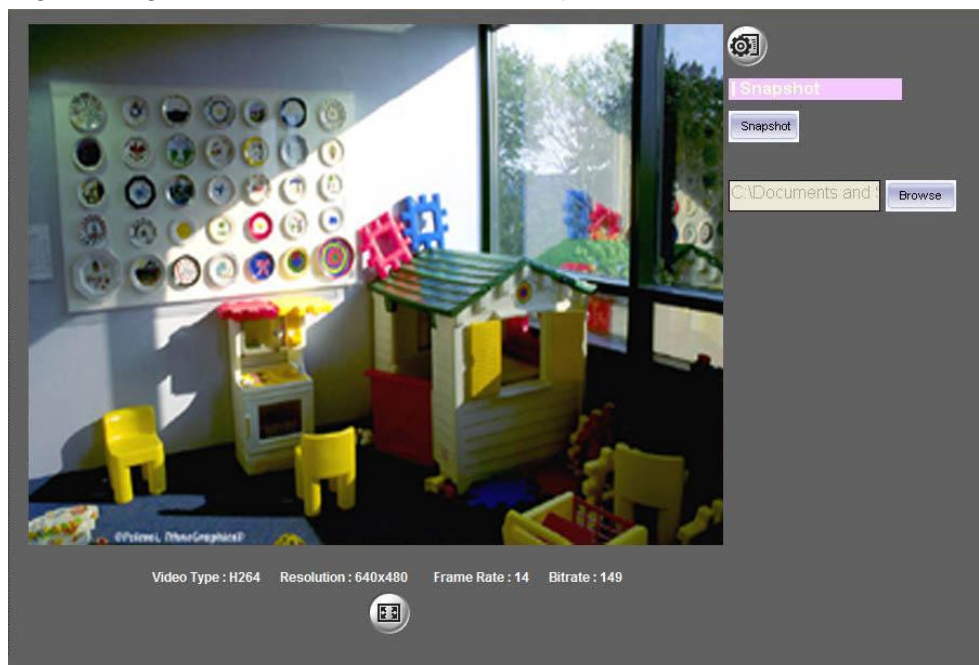 Snapshot
Snapshot
C:\Documents and
Browse
Video Type : H264 Resolution : 640x480 Frame Rate : 14 Bitrate : 149